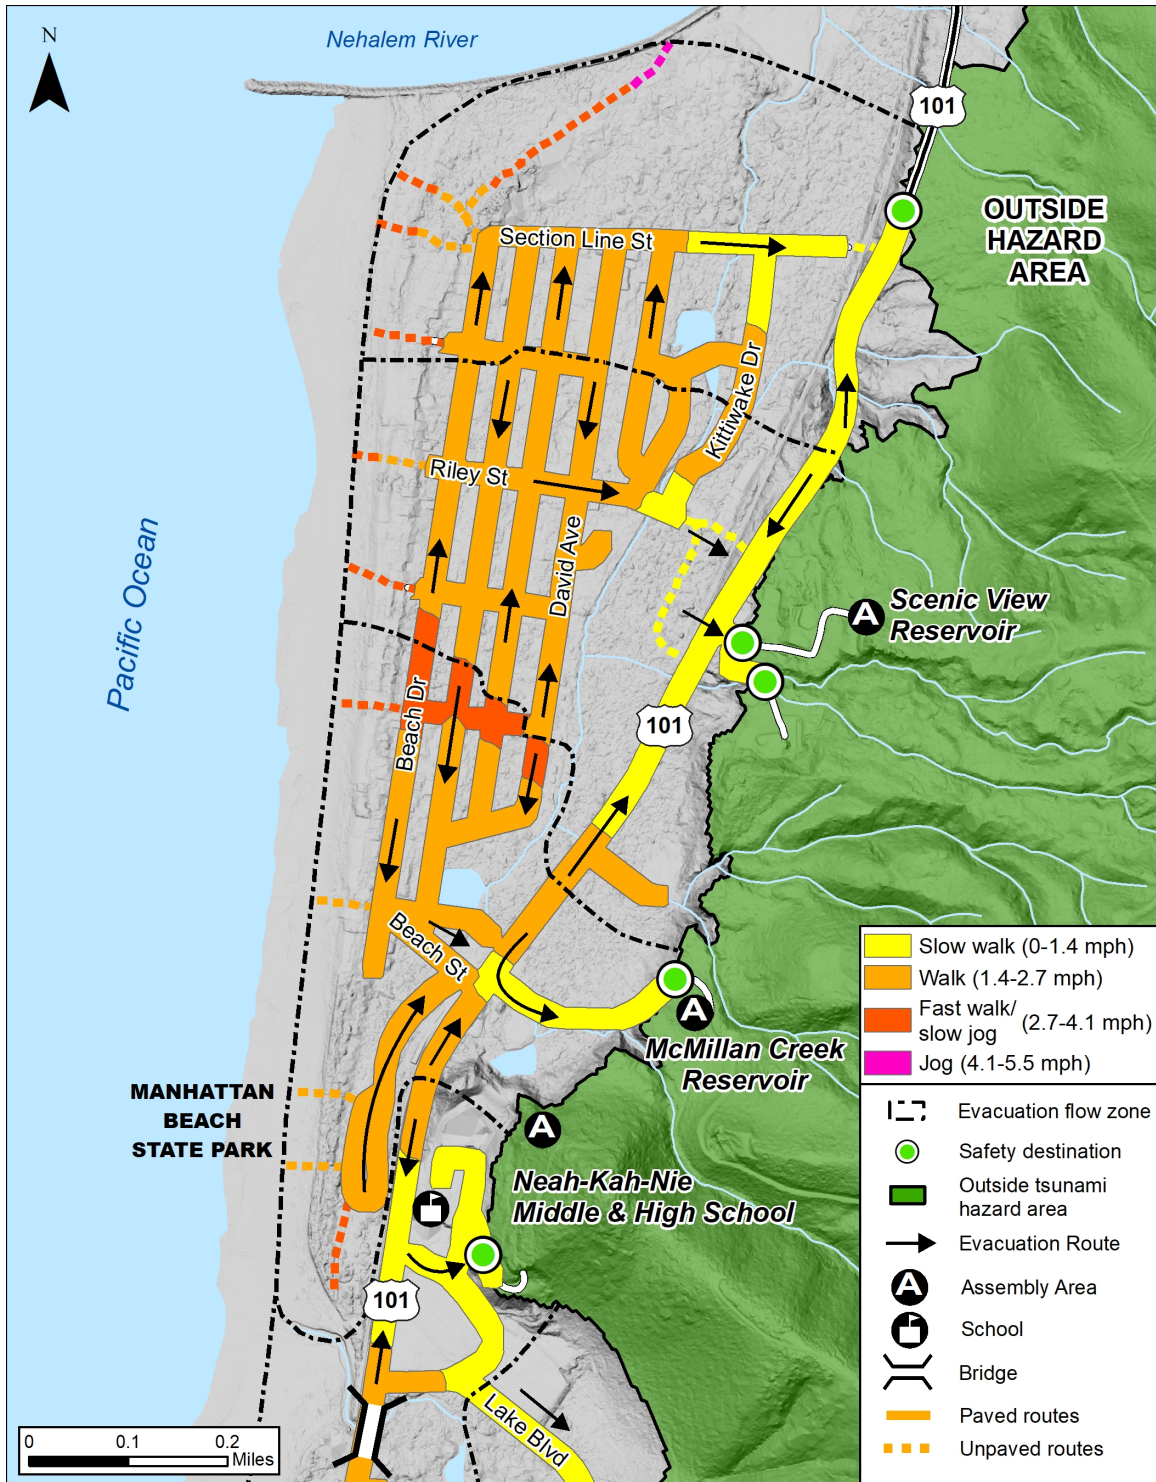 Nehalem River
N
101
OUTSIDE
HAZARD
AREA
Section Line St
Kittiwake Dr
Riley St
David Ave
Pacific Ocean
Scenic View
Reservoir
A
Beach Dr
101
Beach St
A
McMillan Creek
Reservoir
MANHATTAN
BEACH
STATE PARK
A
Neah-Kah-Nie
Middle & High School
101
Lake Blvd
0 0.1 0.2
Miles
Slow walk (0-1.4 mph)
Walk (1.4-2.7 mph)
Fast walk/
slow jog (2.7-4.1 mph)
Jog (4.1-5.5 mph)
Evacuation flow zone
Safety destination
Outside tsunami
hazard area
Evacuation Route
A Assembly Area
School
Bridge
Paved routes
Unpaved routes